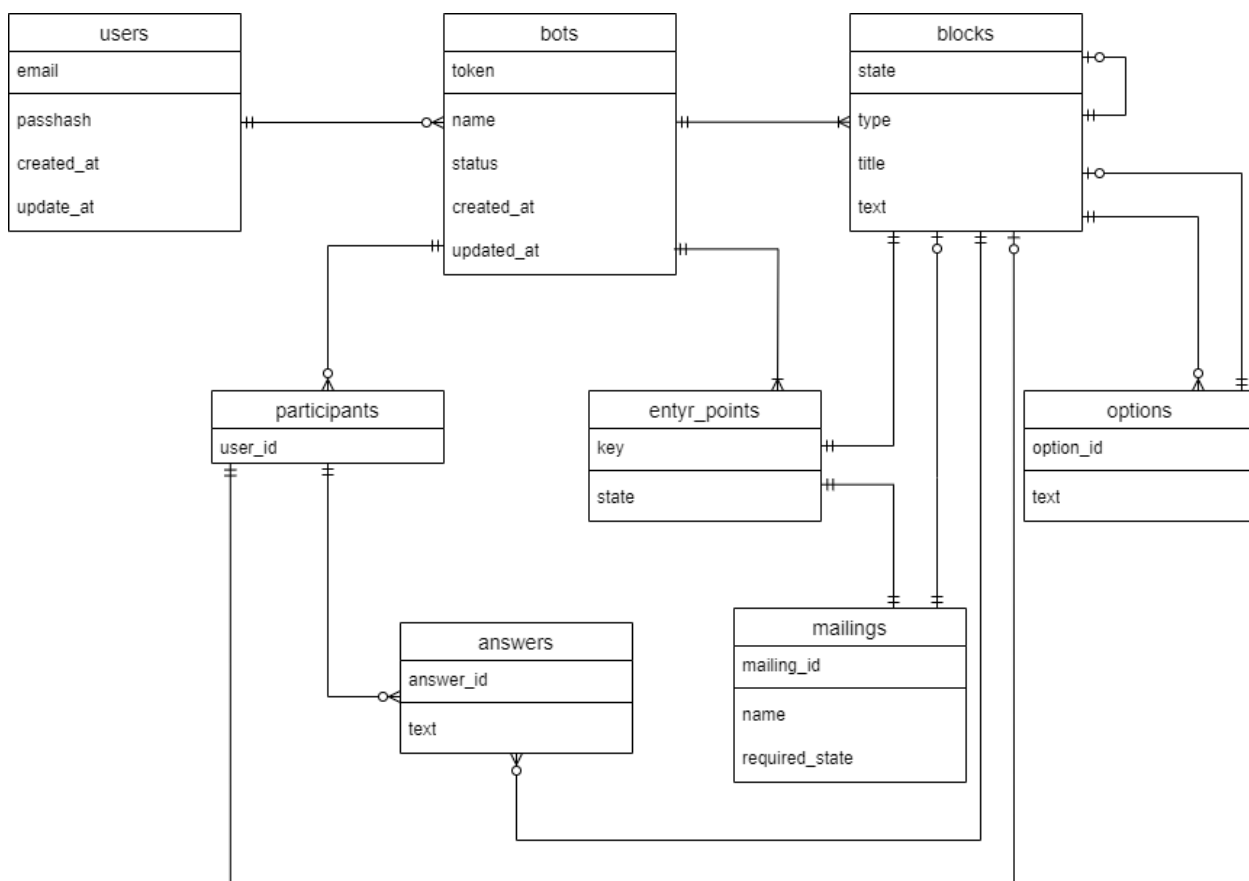 users
email
passhash
created_at
update_at
bots
token
name
status
created_at
updated_at
blocks
state
type
title
text
participants
user_id
entyr_points
key
state
options
option_id
text
answers
answer_id
text
mailings
mailing_id
name
required_state